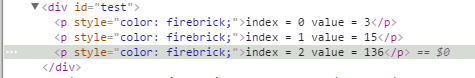 ▼<div id="test">
<p style="color: firebrick;">index = 0 value = 3</p>
<p style="color: firebrick;">index = 1 value = 15</p>
... <p style="color: firebrick;">index = 2 value = 136</p> == $0
</div>